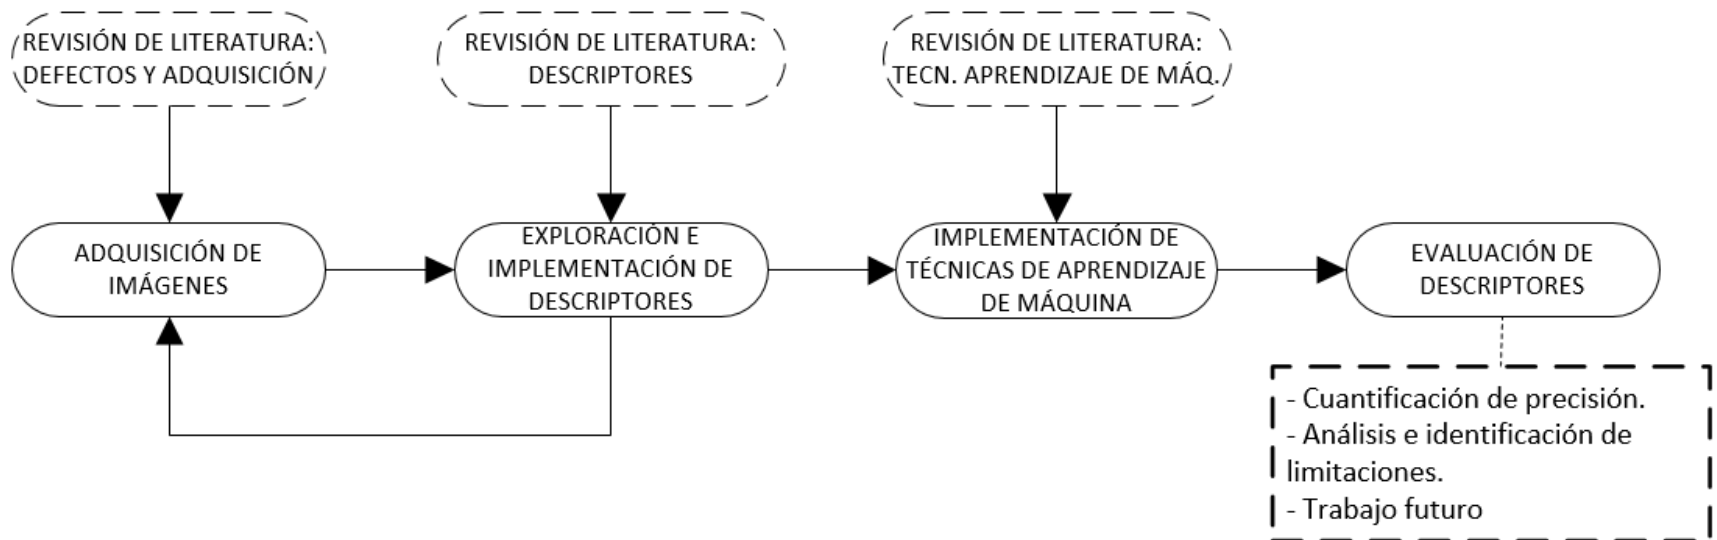 REVISIÓN DE LITERATURA:
DEFECTOS Y ADQUISICIÓN
REVISIÓN DE LITERATURA:
DESCRIPTORES
REVISIÓN DE LITERATURA:
TECN. APRENDIZAJE DE MÁQ.
ADQUISICIÓN DE
IMÁGENES
EXPLORACIÓN E
IMPLEMENTACIÓN DE
DESCRIPTORES
IMPLEMENTACIÓN DE
TÉCNICAS DE APRENDIZAJE
DE MÁQUINA
EVALUACIÓN DE
DESCRIPTORES
- Cuantificación de precisión.
- Análisis e identificación de
limitaciones.
- Trabajo futuro